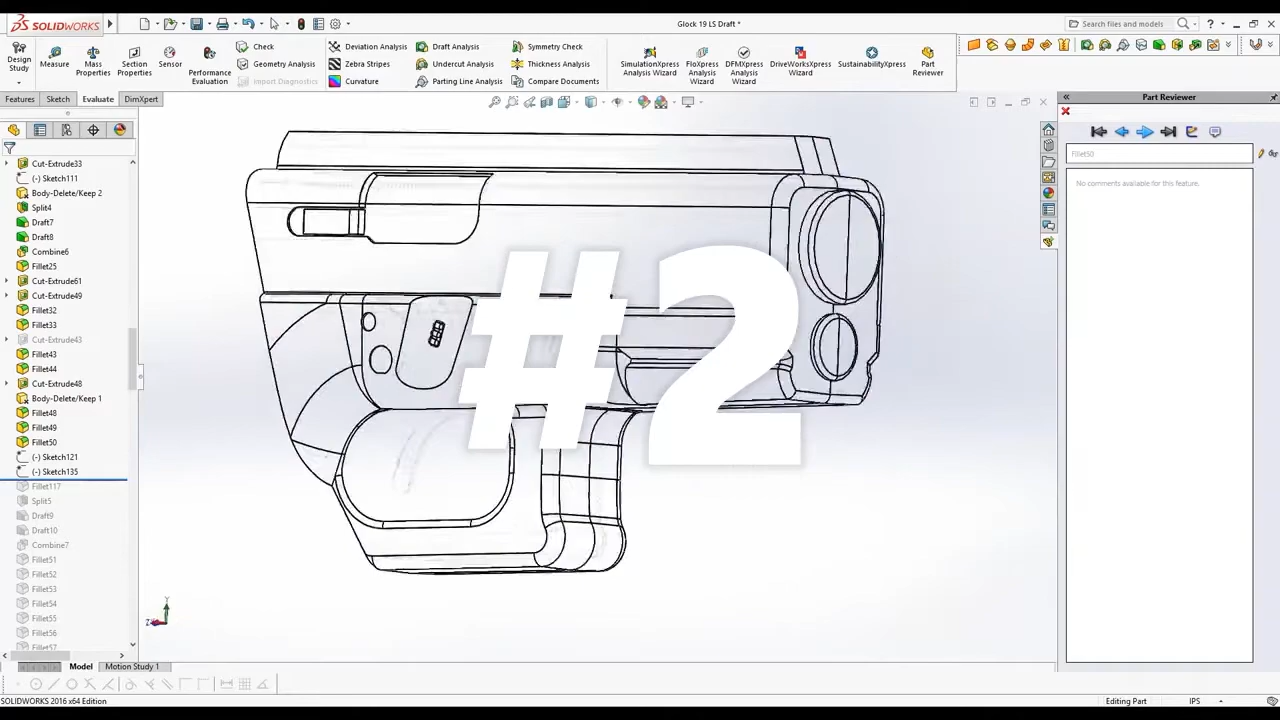 SOLIDWORKS
Glock 19 LS Draft *
Search files and models
Design Study
Measure
Mass Properties
Section Properties
Sensor
Performance Evaluation
Check
Geometry Analysis
Import Diagnostics
Deviation Analysis
Zebra Stripes
Curvature
Draft Analysis
Undercut Analysis
Parting Line Analysis
Symmetry Check
Thickness Analysis
Compare Documents
SimulationXpress Analysis Wizard
FloXpress Analysis Wizard
DFMXpress Analysis Wizard
DriveWorksXpress Wizard
SustainabilityXpress
Part Reviewer
Features
Sketch
Evaluate
DimXpert
Part Reviewer
Fillet50
No comments available for this feature.
Cut-Extrude33
(-) Sketch111
Body-Delete/Keep 2
Split4
Draft7
Draft8
Combine6
Fillet25
Cut-Extrude61
Cut-Extrude49
Fillet32
Fillet33
Cut-Extrude43
Fillet43
Fillet44
Cut-Extrude48
Body-Delete/Keep 1
Fillet48
Fillet49
Fillet50
(-) Sketch121
(-) Sketch135
Fillet117
Split5
Draft9
Draft10
Combine7
Fillet51
Fillet52
Fillet53
Fillet54
Fillet55
Fillet56
Fillet57
#2
Y
Z
Model
Motion Study 1
SOLIDWORKS 2016 x64 Edition
Editing Part
IPS